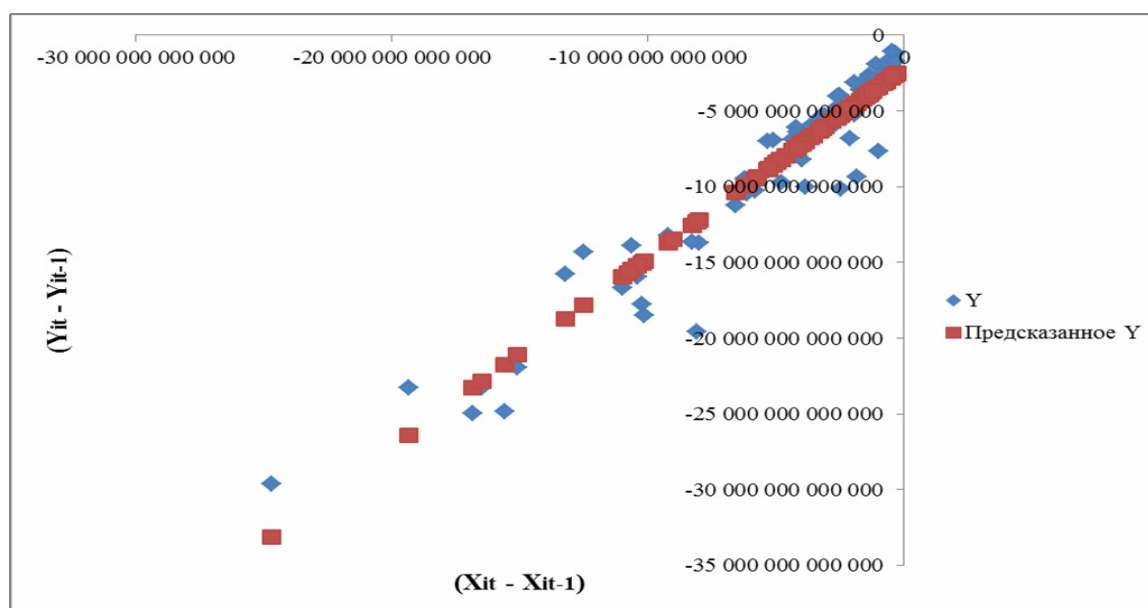 0
-30 000 000 000 000 -20 000 000 000 000 -10 000 000 000 000 0
-5 000 000 000 000
-10 000 000 000 000
-15 000 000 000 000
-20 000 000 000 000
-25 000 000 000 000
-30 000 000 000 000
-35 000 000 000 000
(Yit - Yit-1)
(Xit - Xit-1)
Y
Предсказанное Y